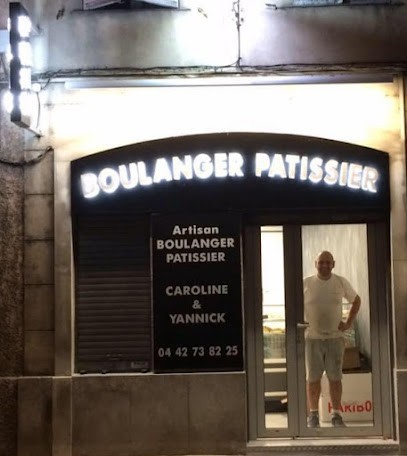 BOULANGER PATISSIER
Artisan
BOULANGER
PATISSIER
CAROLINE
&
YANNICK
04 42 73 82 25
HARIBO